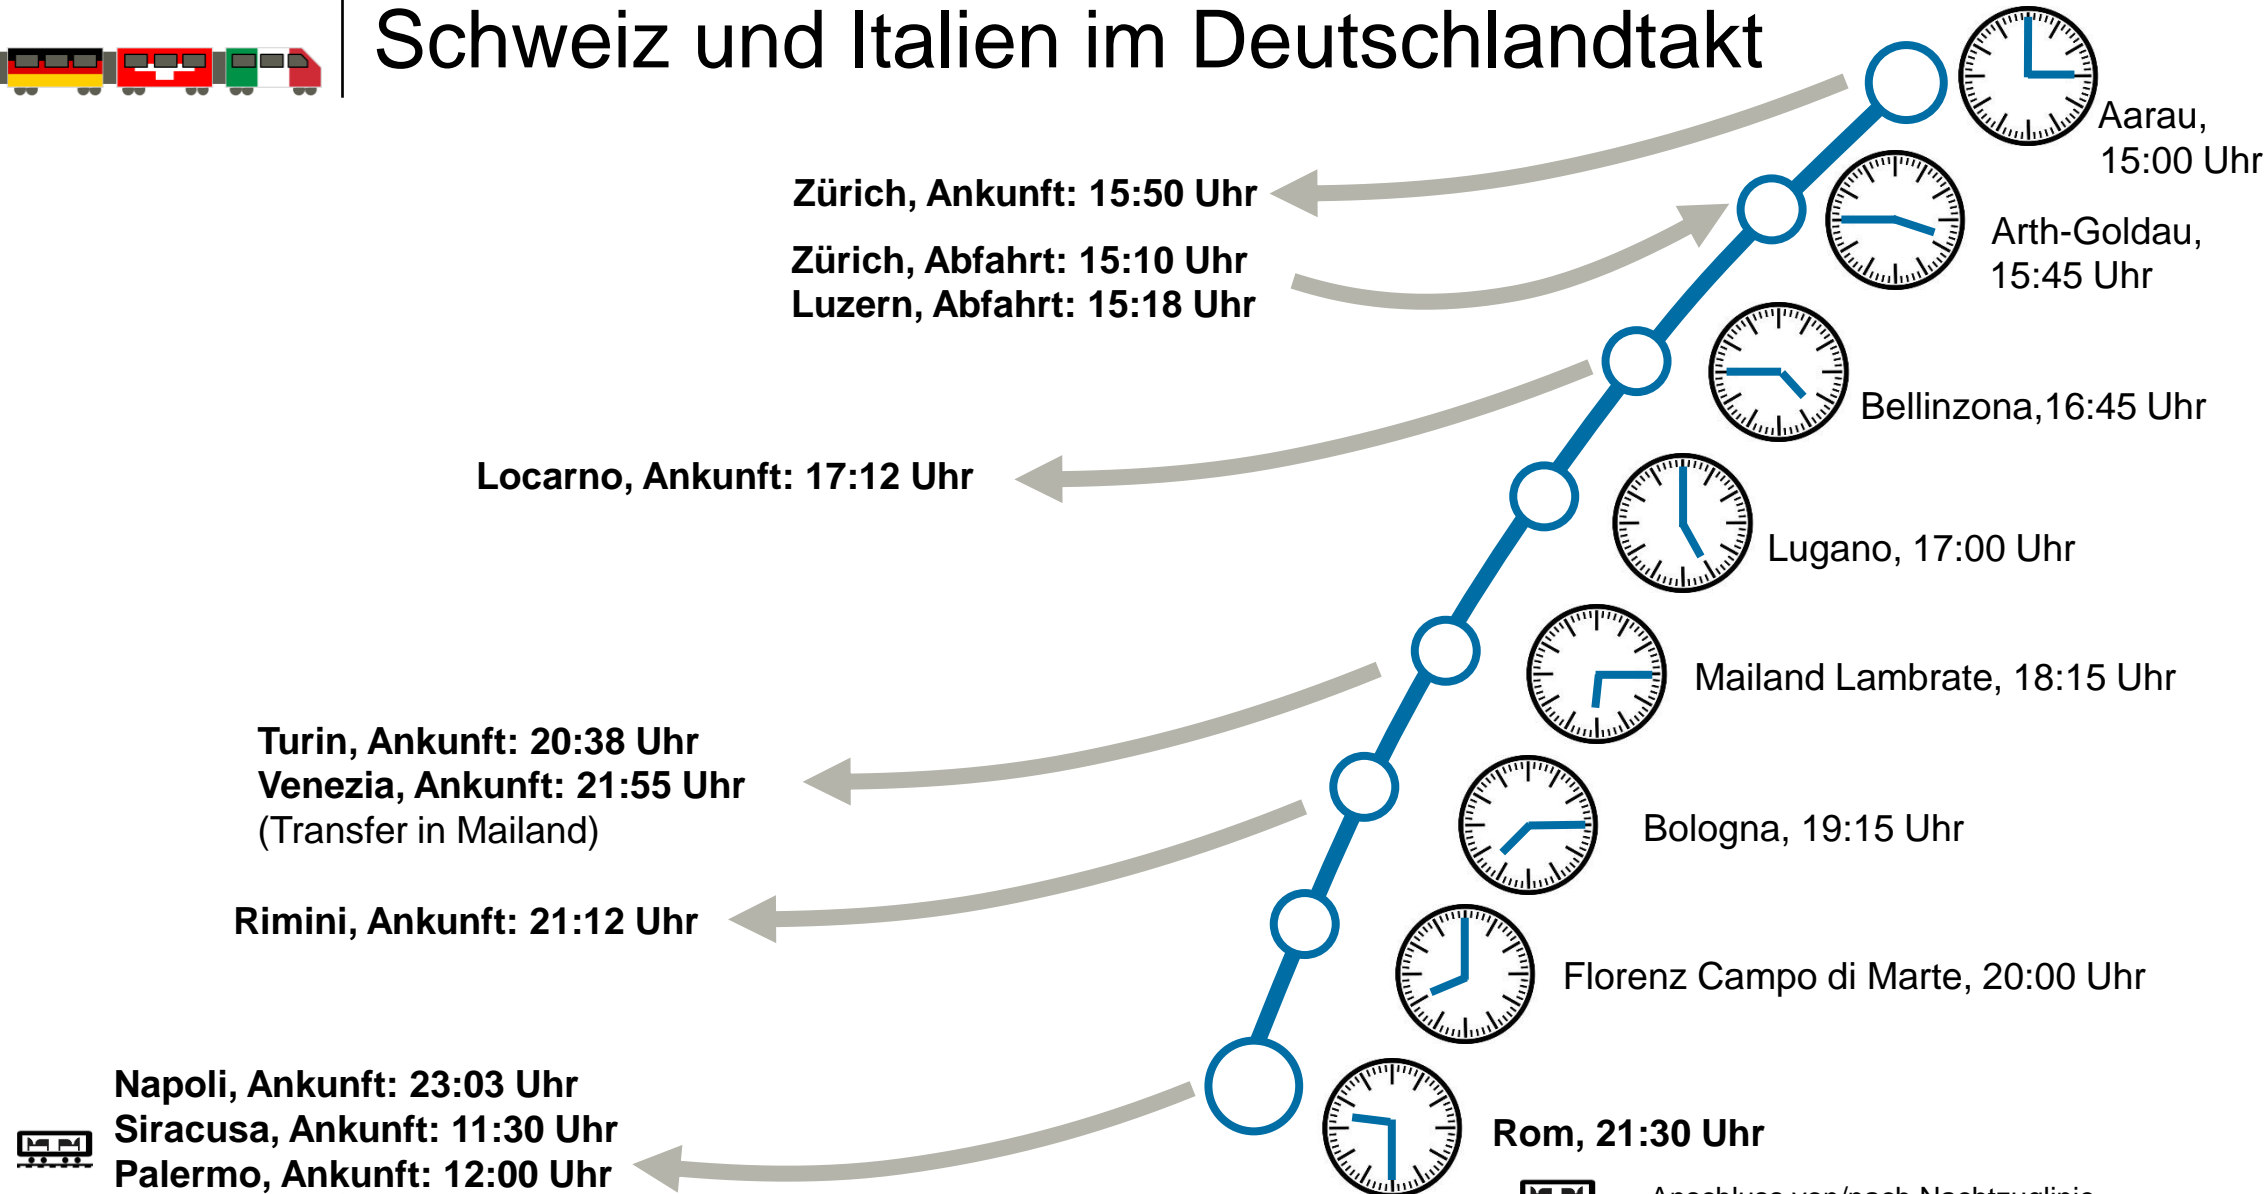 Schweiz und Italien im Deutschlandtakt
Aarau,
15:00 Uhr
Zürich, Ankunft: 15:50 Uhr
Zürich, Abfahrt: 15:10 Uhr
Luzern, Abfahrt: 15:18 Uhr
Arth-Goldau,
15:45 Uhr
Bellinzona,16:45 Uhr
Locarno, Ankunft: 17:12 Uhr
Lugano, 17:00 Uhr
Mailand Lambrate, 18:15 Uhr
Turin, Ankunft: 20:38 Uhr
Venezia, Ankunft: 21:55 Uhr
(Transfer in Mailand)
Bologna, 19:15 Uhr
Rimini, Ankunft: 21:12 Uhr
Florenz Campo di Marte, 20:00 Uhr
Napoli, Ankunft: 23:03 Uhr
Siracusa, Ankunft: 11:30 Uhr
Palermo, Ankunft: 12:00 Uhr
Rom, 21:30 Uhr
Anschluss von/nach Nachtzuglinie